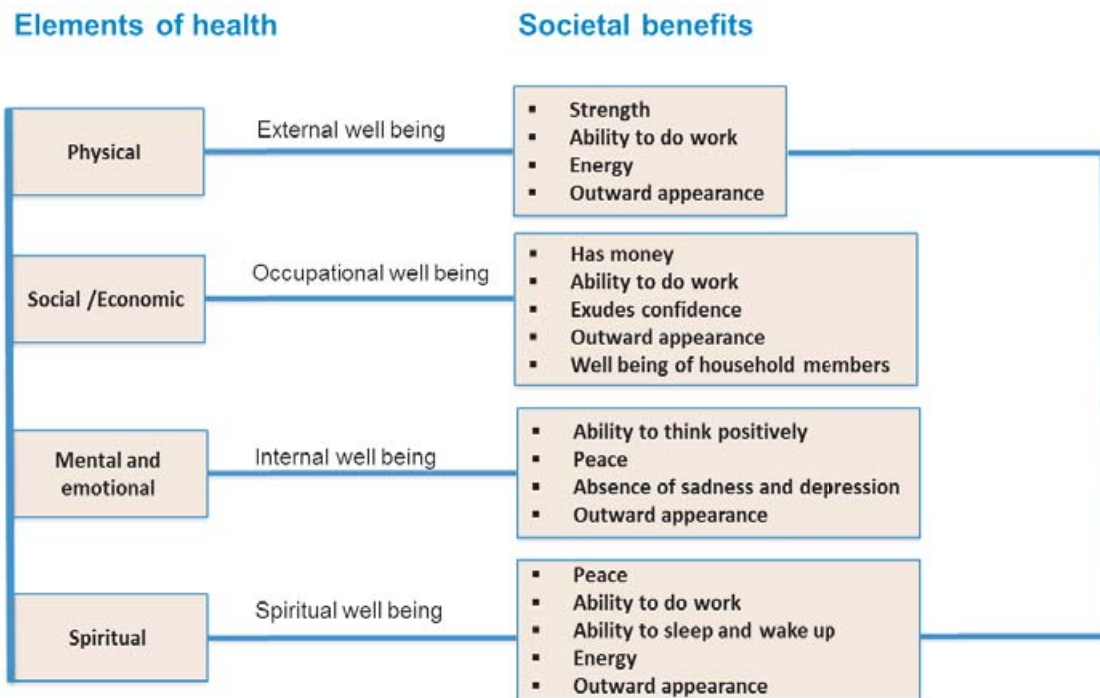 Elements of health
Societal benefits
Physical
External well being
▪ Strength
▪ Ability to do work
▪ Energy
▪ Outward appearance
Social /Economic
Occupational well being
▪ Has money
▪ Ability to do work
▪ Exudes confidence
▪ Outward appearance
▪ Well being of household members
Mental and
emotional
Internal well being
▪ Ability to think positively
▪ Peace
▪ Absence of sadness and depression
▪ Outward appearance
Spiritual
Spiritual well being
▪ Peace
▪ Ability to do work
▪ Ability to sleep and wake up
▪ Energy
▪ Outward appearance